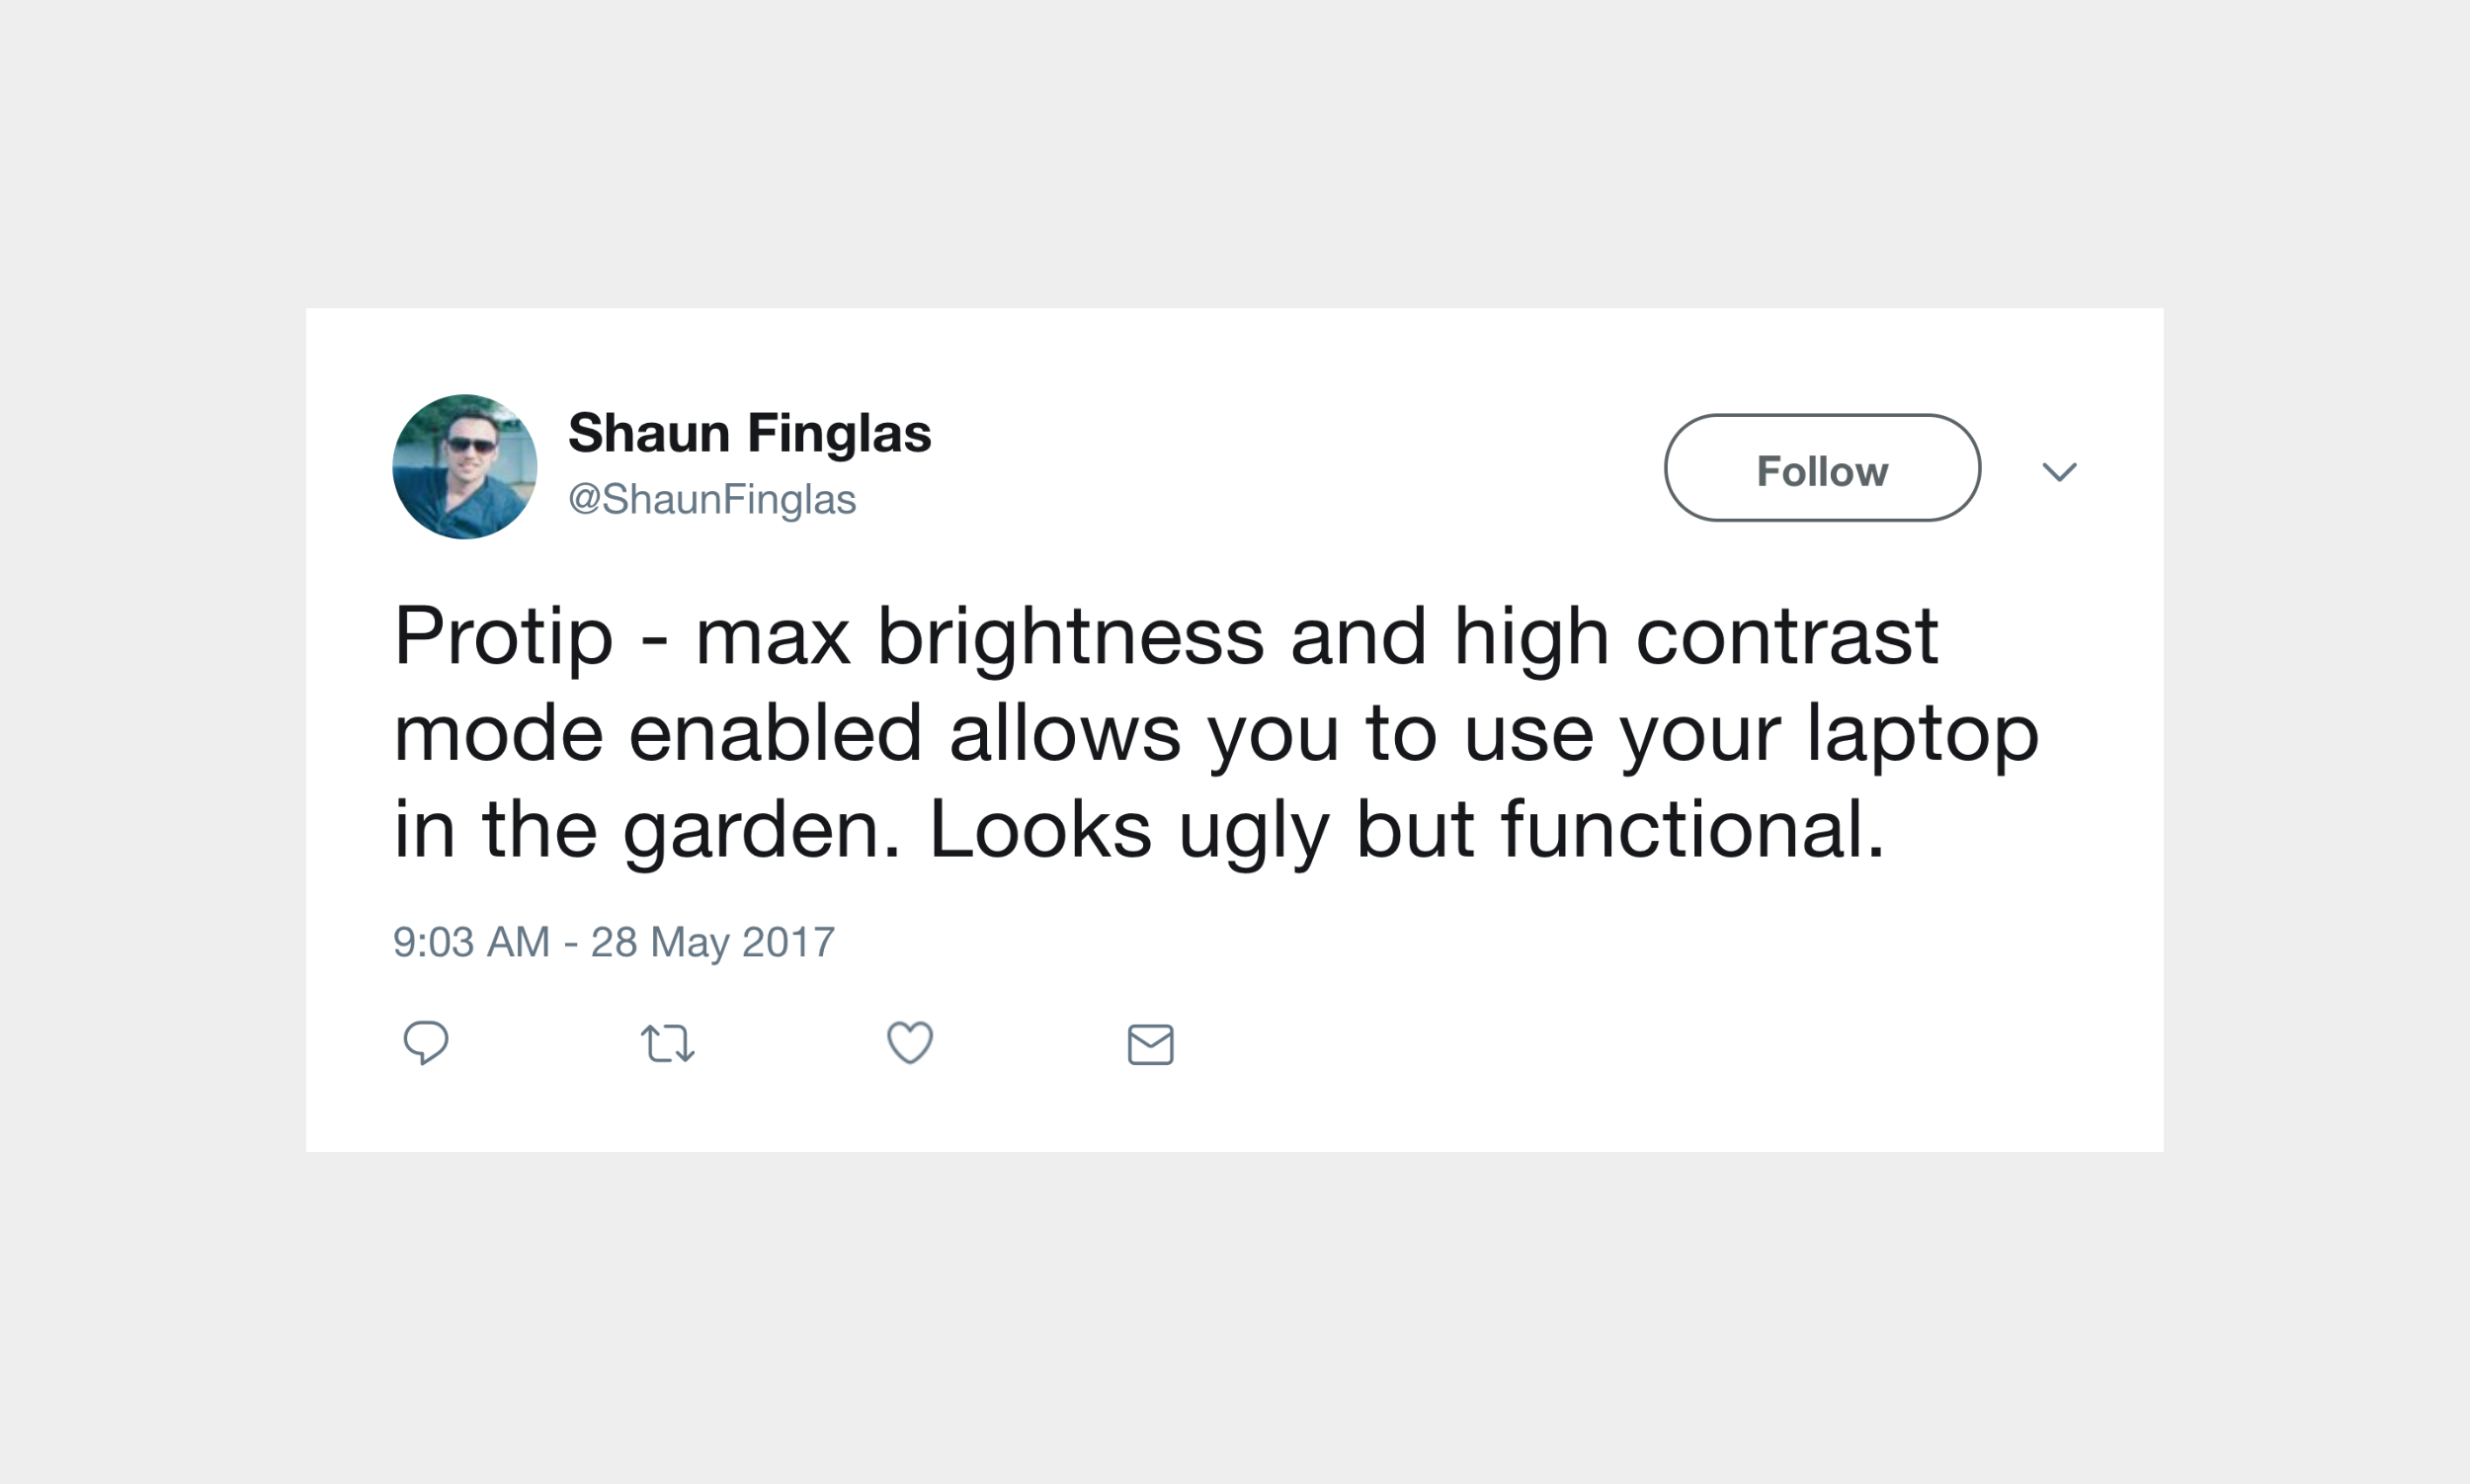 Shaun Finglas
@ShaunFinglas
Follow
Protip - max brightness and high contrast
mode enabled allows you to use your laptop
in the garden. Looks ugly but functional.
9:03 AM - 28 May 2017